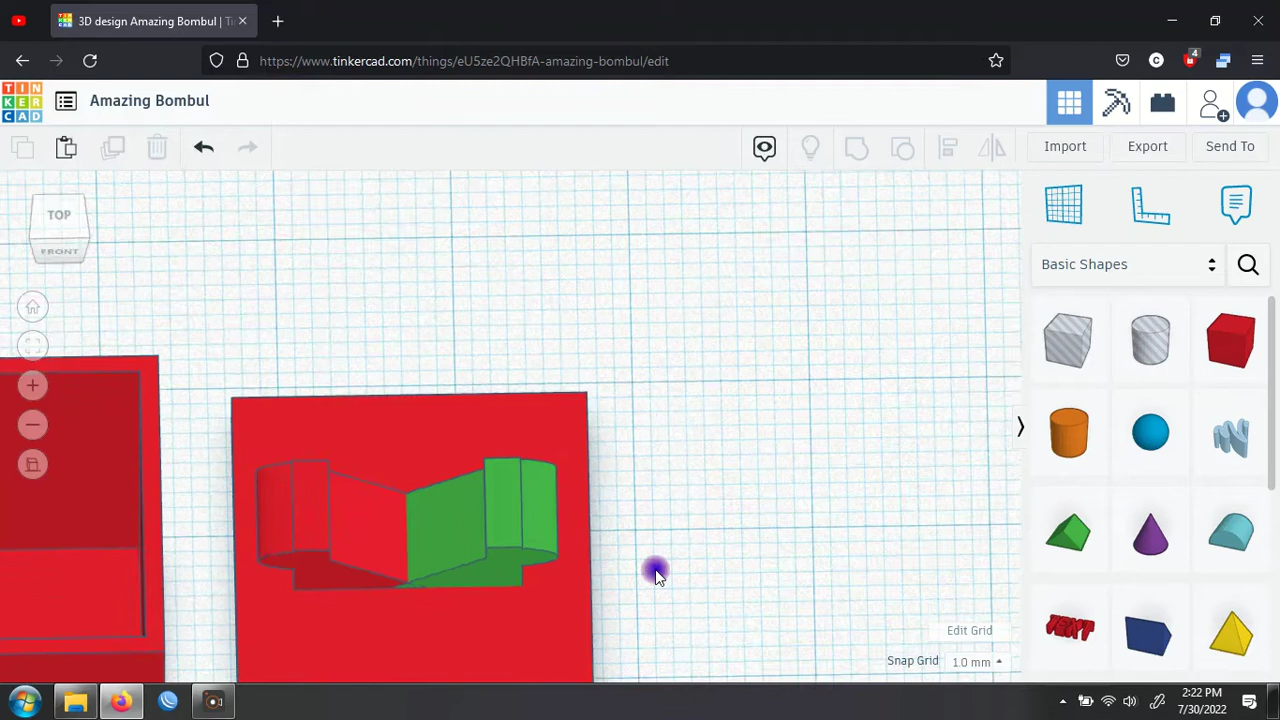 3D design Amazing Bombul | Ti
https://www.tinkercad.com/things/eU5ze2QHBfA-amazing-bombul/edit
4
TIN
KER
CAD
Amazing Bombul
Import
Export
Send To
TOP
FRONT
Basic Shapes
TEXT
Edit Grid
Snap Grid
1.0 mm
2:22 PM
7/30/2022